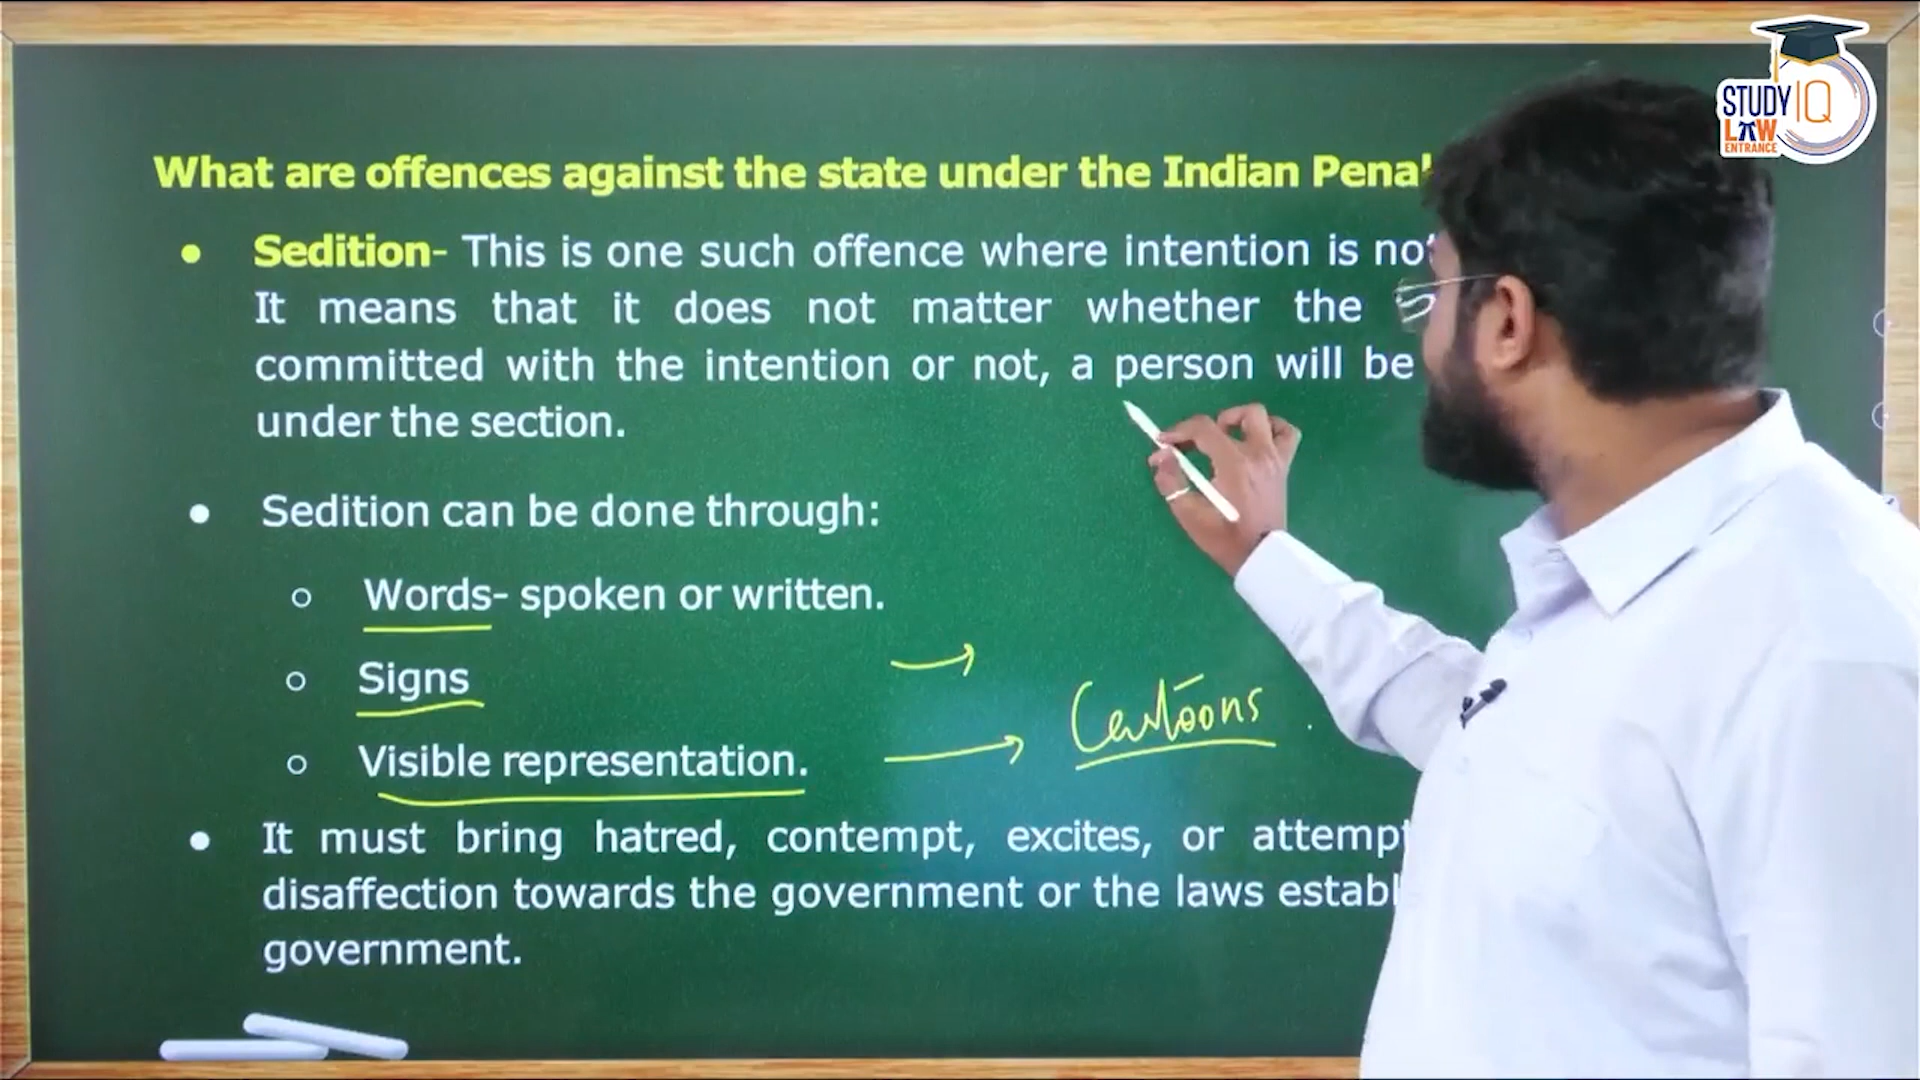 STUDY IQ
LAW
ENTRANCE
What are offences against the state under the Indian Penal
Sedition- This is one such offence where intention is not
It means that it does not matter whether the
committed with the intention or not, a person will be
under the section.
Sedition can be done through:
Words- spoken or written.
Signs
Visible representation.
Cartoons
It must bring hatred, contempt, excites, or attempt
disaffection towards the government or the laws establ
government.